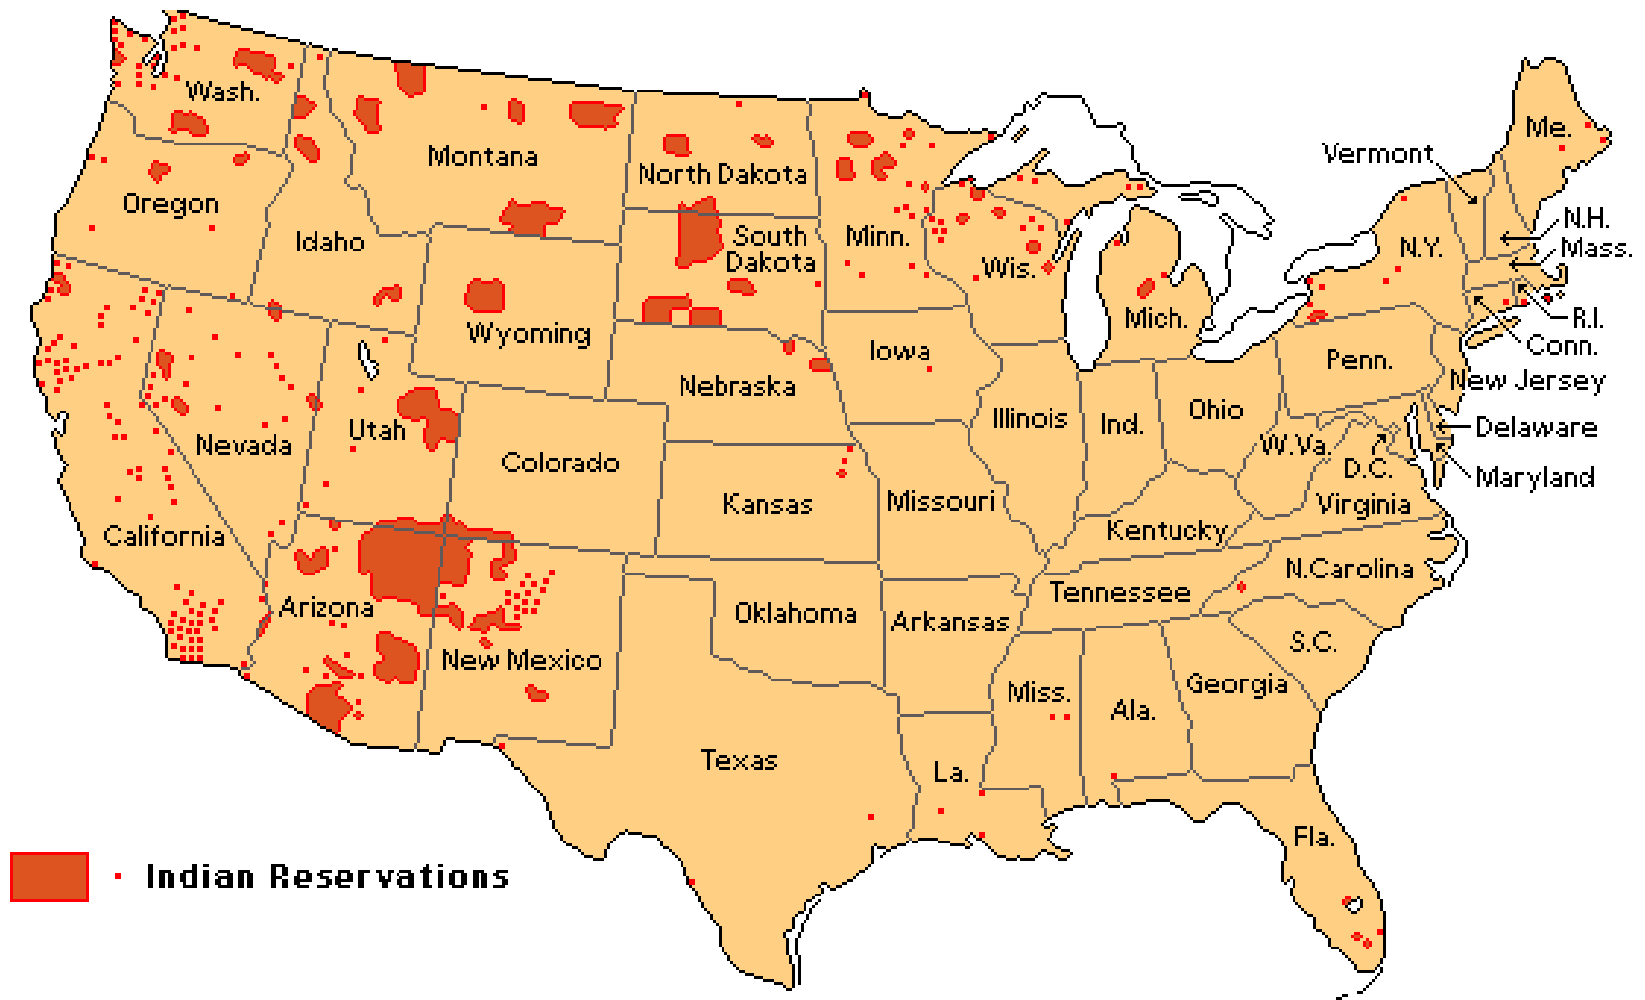 Wash.
Oregon
Idaho
Montana
North Dakota
South
Dakota
Minn.
Wis.
Mich.
Vermont
Me.
N.H.
Mass.
N.Y.
R.I.
Conn.
Penn.
New Jersey
Wyoming
Nebraska
Iowa
Illinois
Ind.
Ohio
W.Va.
Delaware
D.C.
Maryland
Virginia
Nevada
Utah
Colorado
Kansas
Missouri
Kentucky
California
Arizona
New Mexico
Oklahoma
Arkansas
Tennessee
N.Carolina
S.C.
Miss.
Ala.
Georgia
Texas
La.
Fla.
Indian Reservations